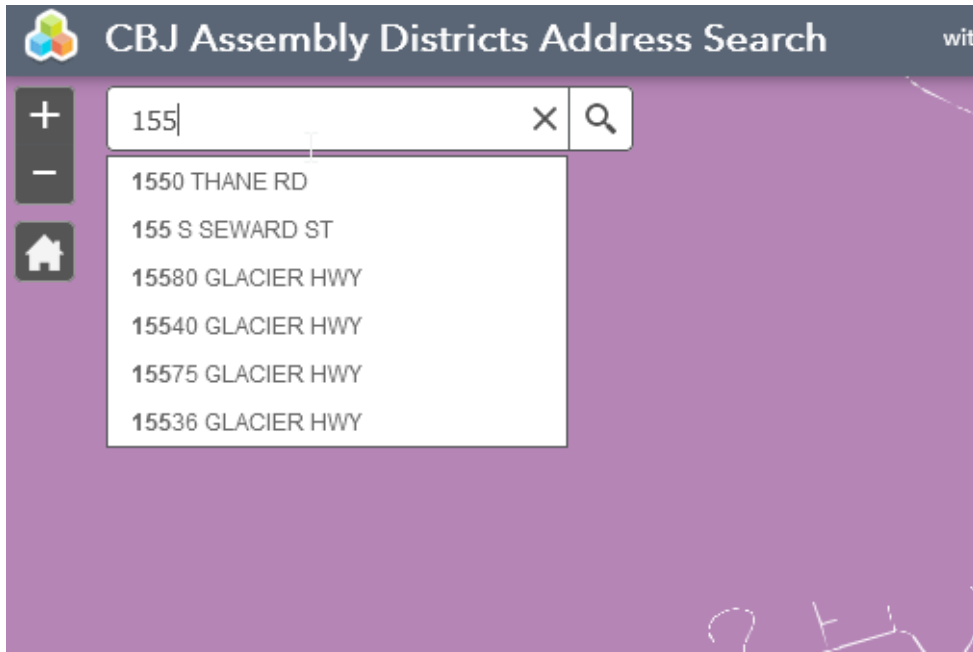 CBJ Assembly Districts Address Search
wit
+
155
−
1550 THANE RD
155 S SEWARD ST
15580 GLACIER HWY
15540 GLACIER HWY
15575 GLACIER HWY
15536 GLACIER HWY